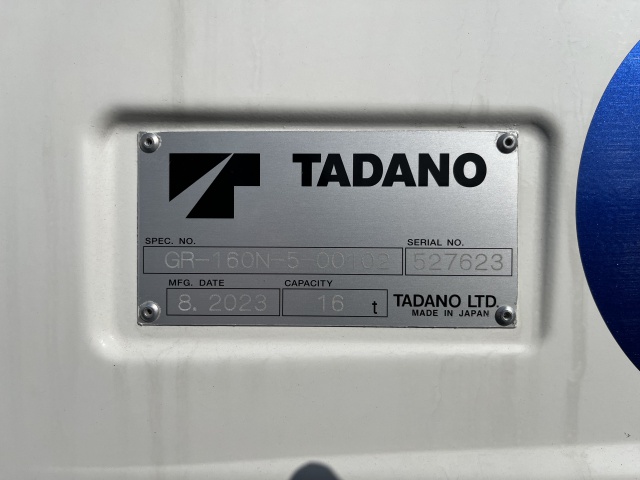 TADANO
SPEC. NO. SERIAL NO.
GR-160N-5-00102 527623
MFG. DATE CAPACITY
8. 2023 16 t TADANO LTD.
MADE IN JAPAN